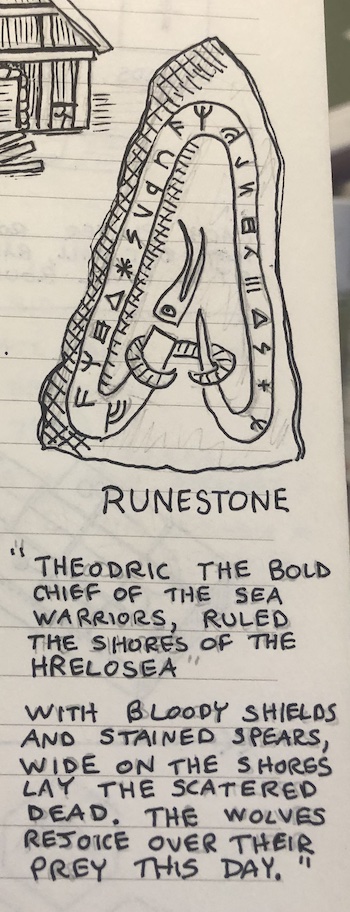 RUNESTONE
"THEODRIC THE BOLD
CHIEF OF THE SEA
WARRIORS, RULED
THE SHORES OF THE
HRELOSEA"
WITH BLOODY SHIELDS
AND STAINED SPEARS,
WIDE ON THE SHORES
LAY THE SCATERED
DEAD. THE WOLVES
REJOICE OVER THEIR
PREY THIS DAY."